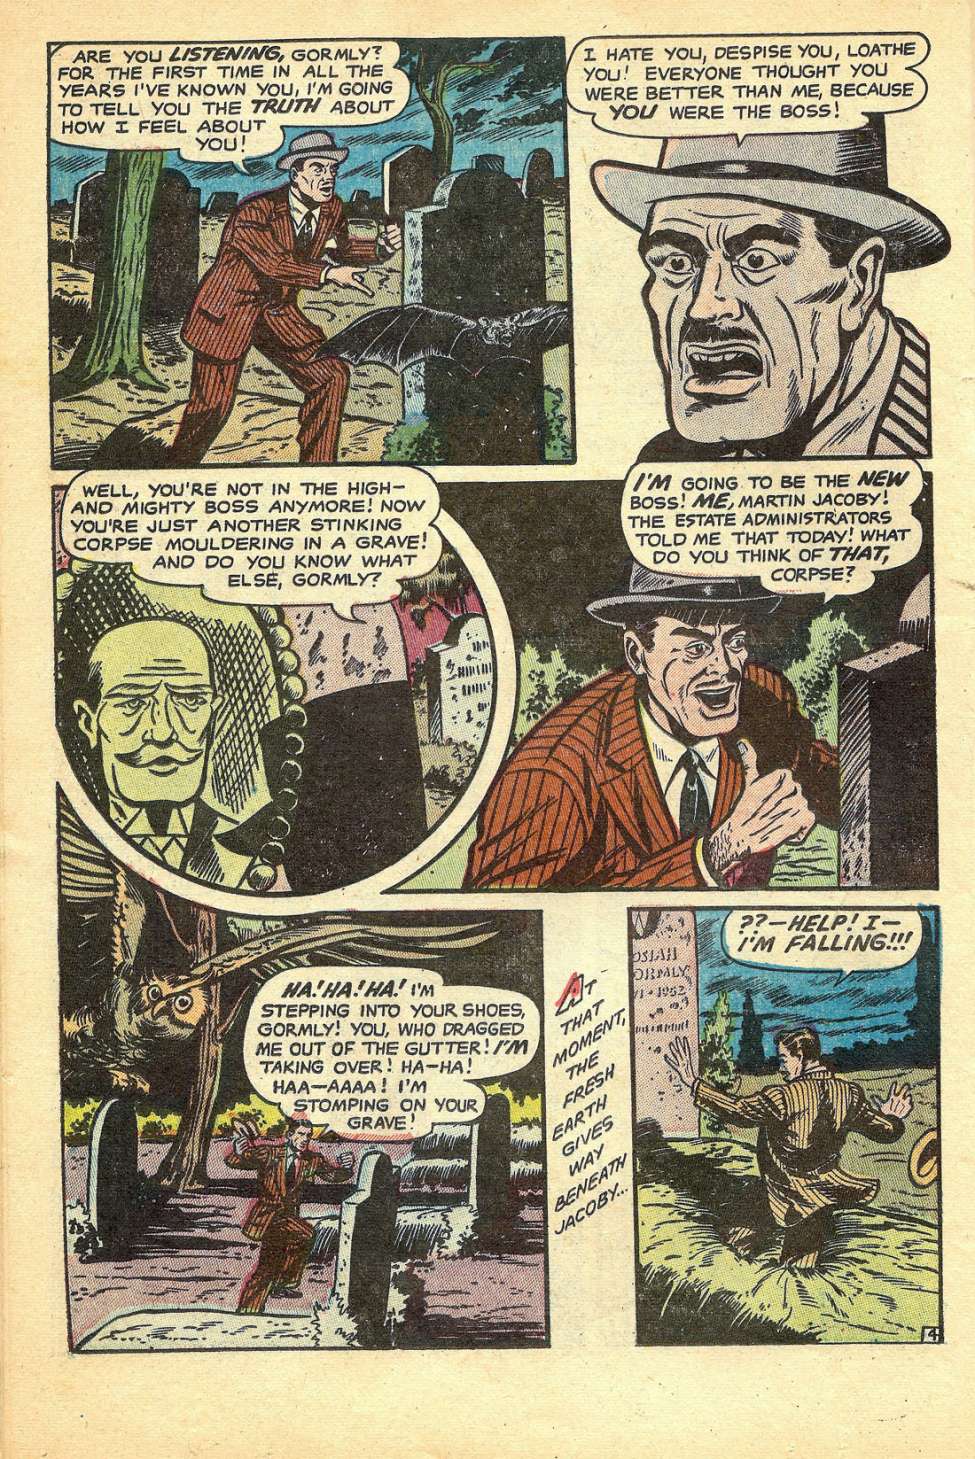 ARE YOU LISTENING, GORMLY?
FOR THE FIRST TIME IN ALL THE
YEARS I'VE KNOWN YOU, I'M GOING
TO TELL YOU THE TRUTH ABOUT
HOW I FEEL ABOUT
YOU!
I HATE YOU, DESPISE YOU, LOATHE
YOU! EVERYONE THOUGHT YOU
WERE BETTER THAN ME, BECAUSE
YOU WERE THE BOSS!
WELL, YOU'RE NOT IN THE HIGH-
AND MIGHTY BOSS ANYMORE! NOW
YOU'RE JUST ANOTHER STINKING
CORPSE MOULDERING IN A GRAVE!
AND DO YOU KNOW WHAT
ELSE, GORMLY?
I'M GOING TO BE THE NEW
BOSS! ME, MARTIN JACOBY!
THE ESTATE ADMINISTRATORS
TOLD ME THAT TODAY! WHAT
DO YOU THINK OF THAT,
CORPSE?
HA! HA! HA! I'M
STEPPING INTO YOUR SHOES,
GORMLY! YOU, WHO DRAGGED
ME OUT OF THE GUTTER! I'M
TAKING OVER! HA-HA!
HAA-AAAA! I'M
STOMPING ON YOUR
GRAVE!
AT
THAT
MOMENT,
THE
FRESH
EARTH
GIVES
WAY
BENEATH
JACOBY...
??-HELP! I-
I'M FALLING!!!
OSIAH
ORMLY
1-1952
4